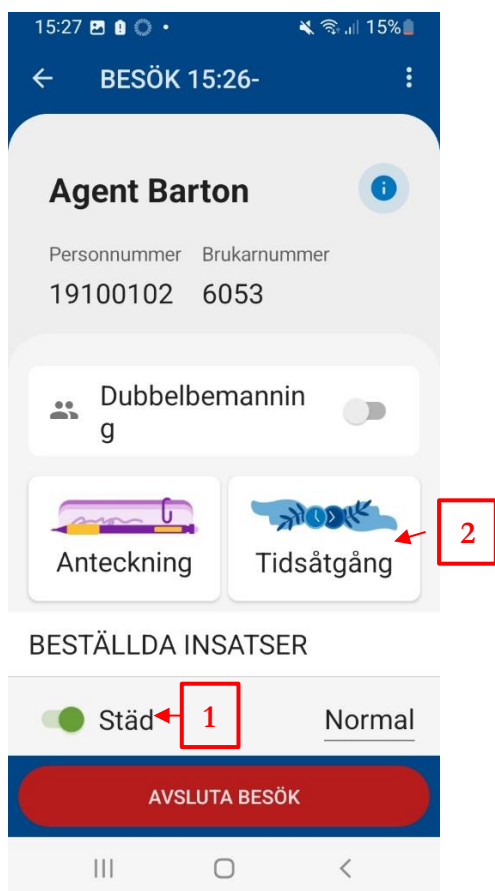 15:27 15%
BESÖK 15:26-
Agent Barton
Personnummer Brukarnummer
19100102 6053
Dubbelbemannin
g
Anteckning Tidsåtgång
2
BESTÄLLDA INSATSER
Städ 1 Normal
AVSLUTA BESÖK